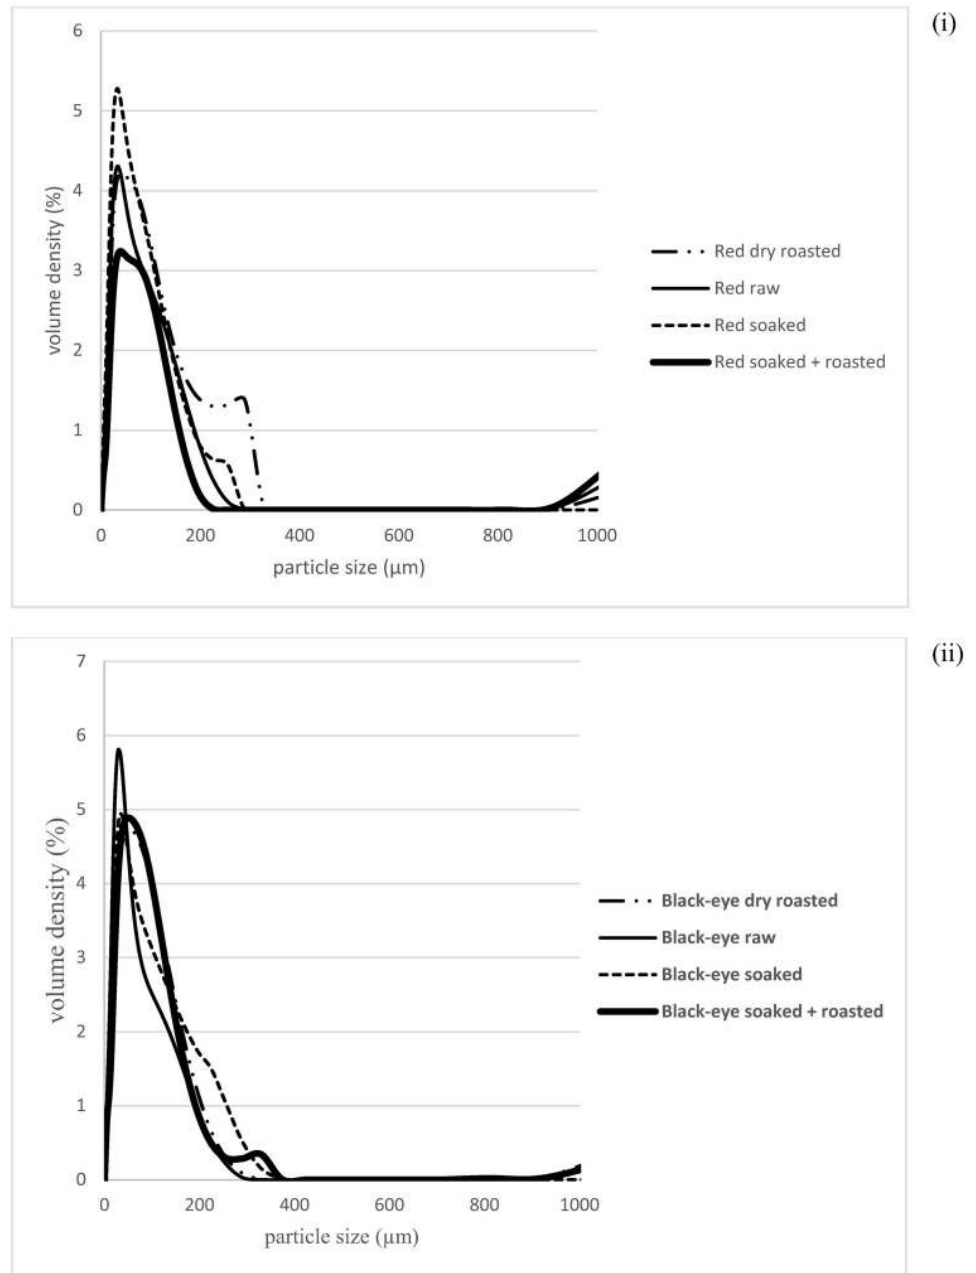 (i)
6
5
4
3
2
1
0
volume density (%)
0 200 400 600 800 1000
particle size (µm)
Red dry roasted
Red raw
Red soaked
Red soaked + roasted
(ii)
7
6
5
4
3
2
1
0
volume density (%)
0 200 400 600 800 1000
particle size (µm)
Black-eye dry roasted
Black-eye raw
Black-eye soaked
Black-eye soaked + roasted